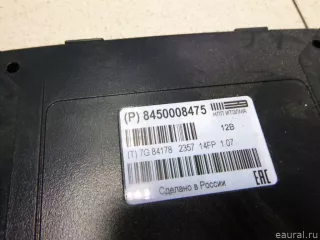 (P) 8450008475
НПП ИТЭЛМА
12В
(T) 7G 84178 2357 14FP 1 07
Сделано в России
EAC
eaural.ru